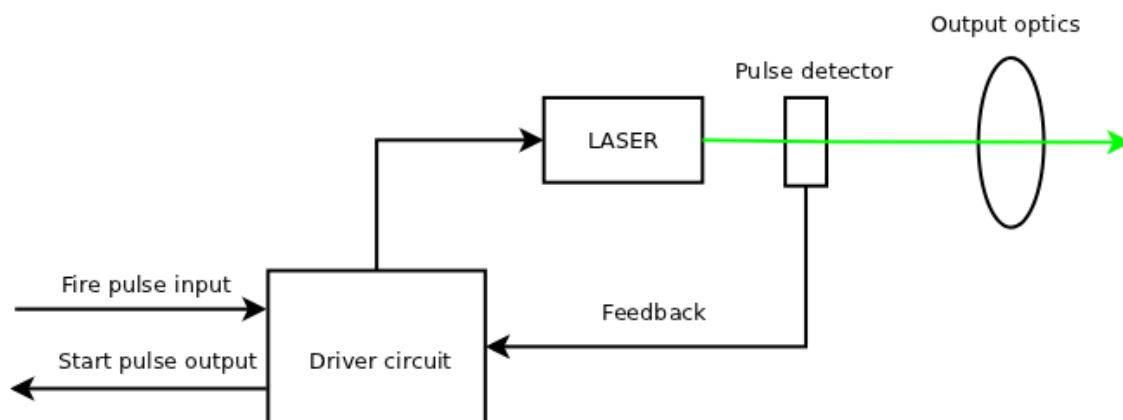 Output optics
Pulse detector
LASER
Fire pulse input
Feedback
Start pulse output
Driver circuit